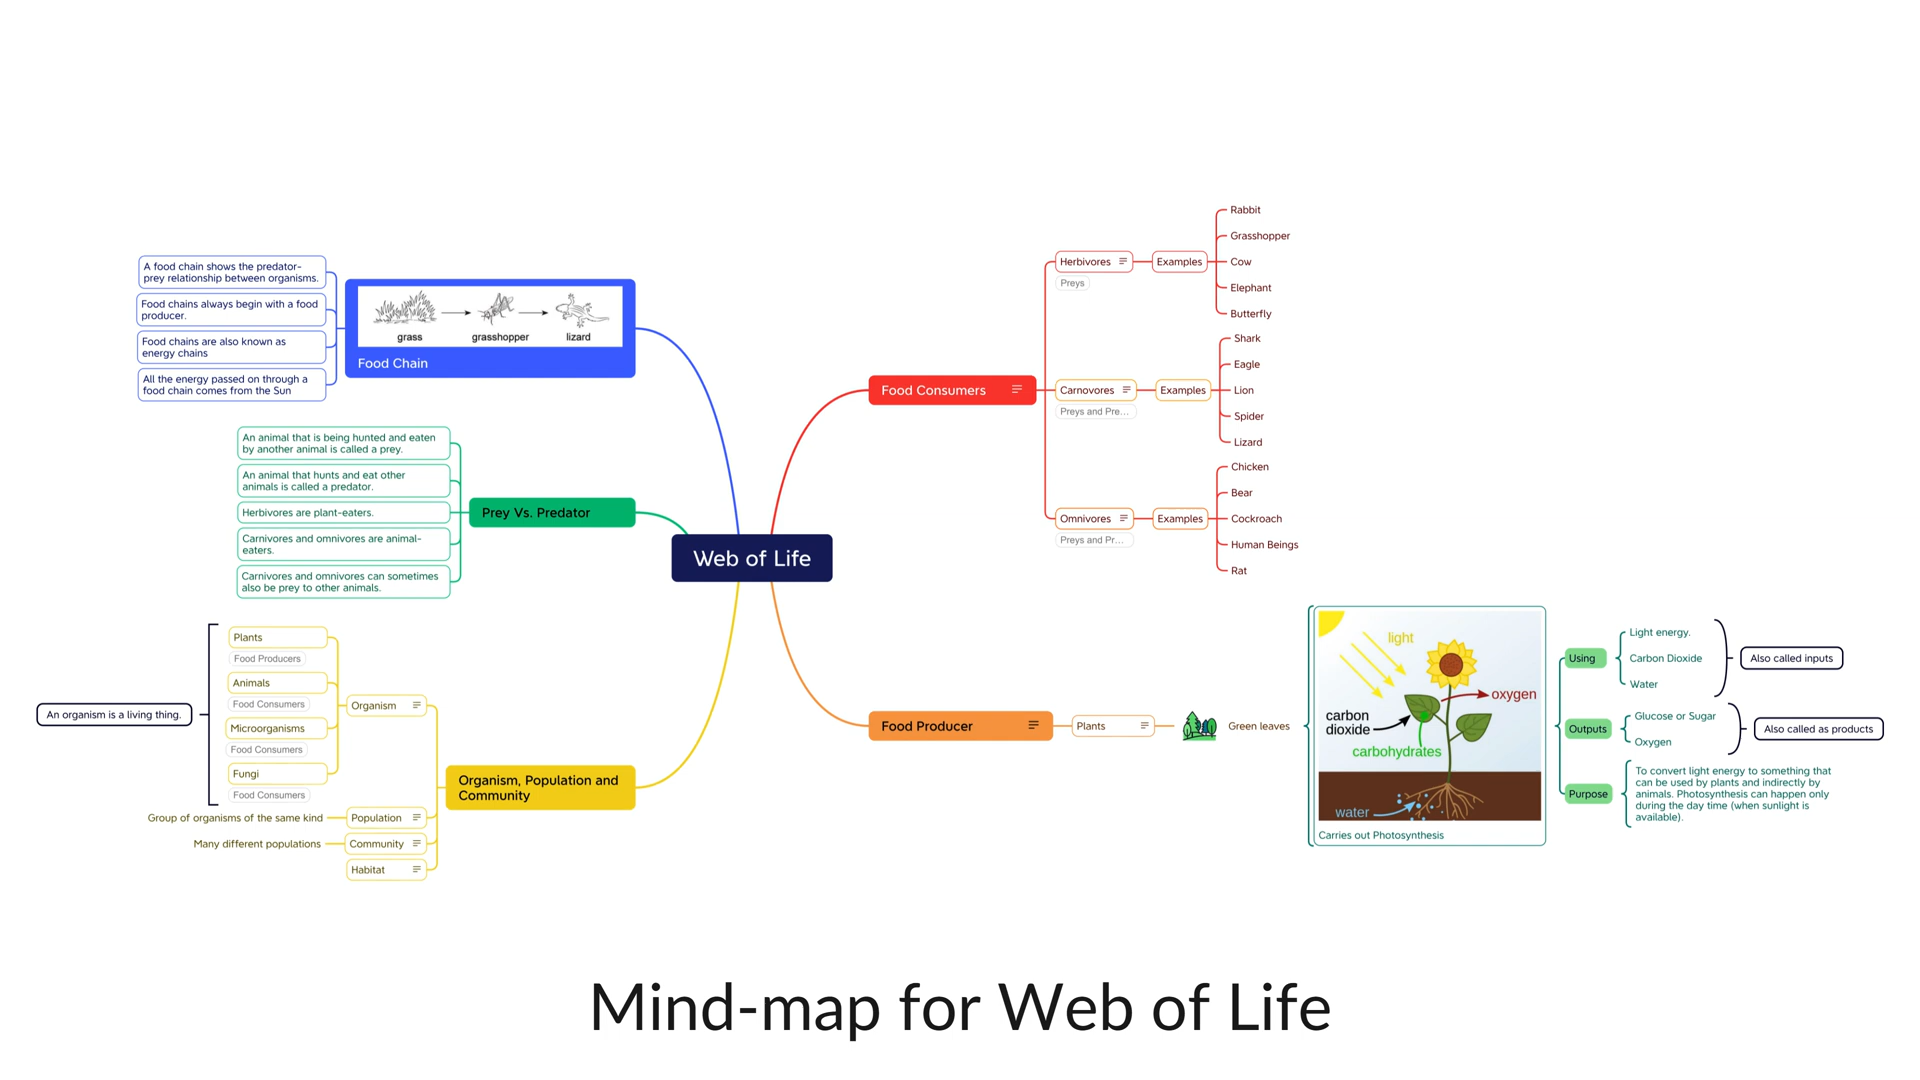 Web of Life
Food Chain
grass
grasshopper
lizard
A food chain shows the predator-
prey relationship between organisms.
Food chains always begin with a food
producer.
Food chains are also known as
energy chains
All the energy passed on through a
food chain comes from the Sun
Prey Vs. Predator
An animal that is being hunted and eaten
by another animal is called a prey.
An animal that hunts and eat other
animals is called a predator.
Herbivores are plant-eaters.
Carnivores and omnivores are animal-
eaters.
Carnivores and omnivores can sometimes
also be prey to other animals.
Organism, Population and
Community
Organism
Plants
Food Producers
Animals
Food Consumers
Microorganisms
Food Consumers
Fungi
Food Consumers
An organism is a living thing.
Population
Group of organisms of the same kind
Community
Many different populations
Habitat
Food Consumers
Herbivores
Preys
Examples
Rabbit
Grasshopper
Cow
Elephant
Butterfly
Carnovores
Preys and Pre...
Examples
Shark
Eagle
Lion
Spider
Lizard
Omnivores
Preys and Pr...
Examples
Chicken
Bear
Cockroach
Human Beings
Rat
Food Producer
Plants
Green leaves
light
oxygen
carbon
dioxide
carbohydrates
water
Carries out Photosynthesis
Using
Light energy.
Carbon Dioxide
Water
Also called inputs
Outputs
Glucose or Sugar
Oxygen
Also called as products
Purpose
To convert light energy to something that
can be used by plants and indirectly by
animals. Photosynthesis can happen only
during the day time (when sunlight is
available).
Mind-map for Web of Life